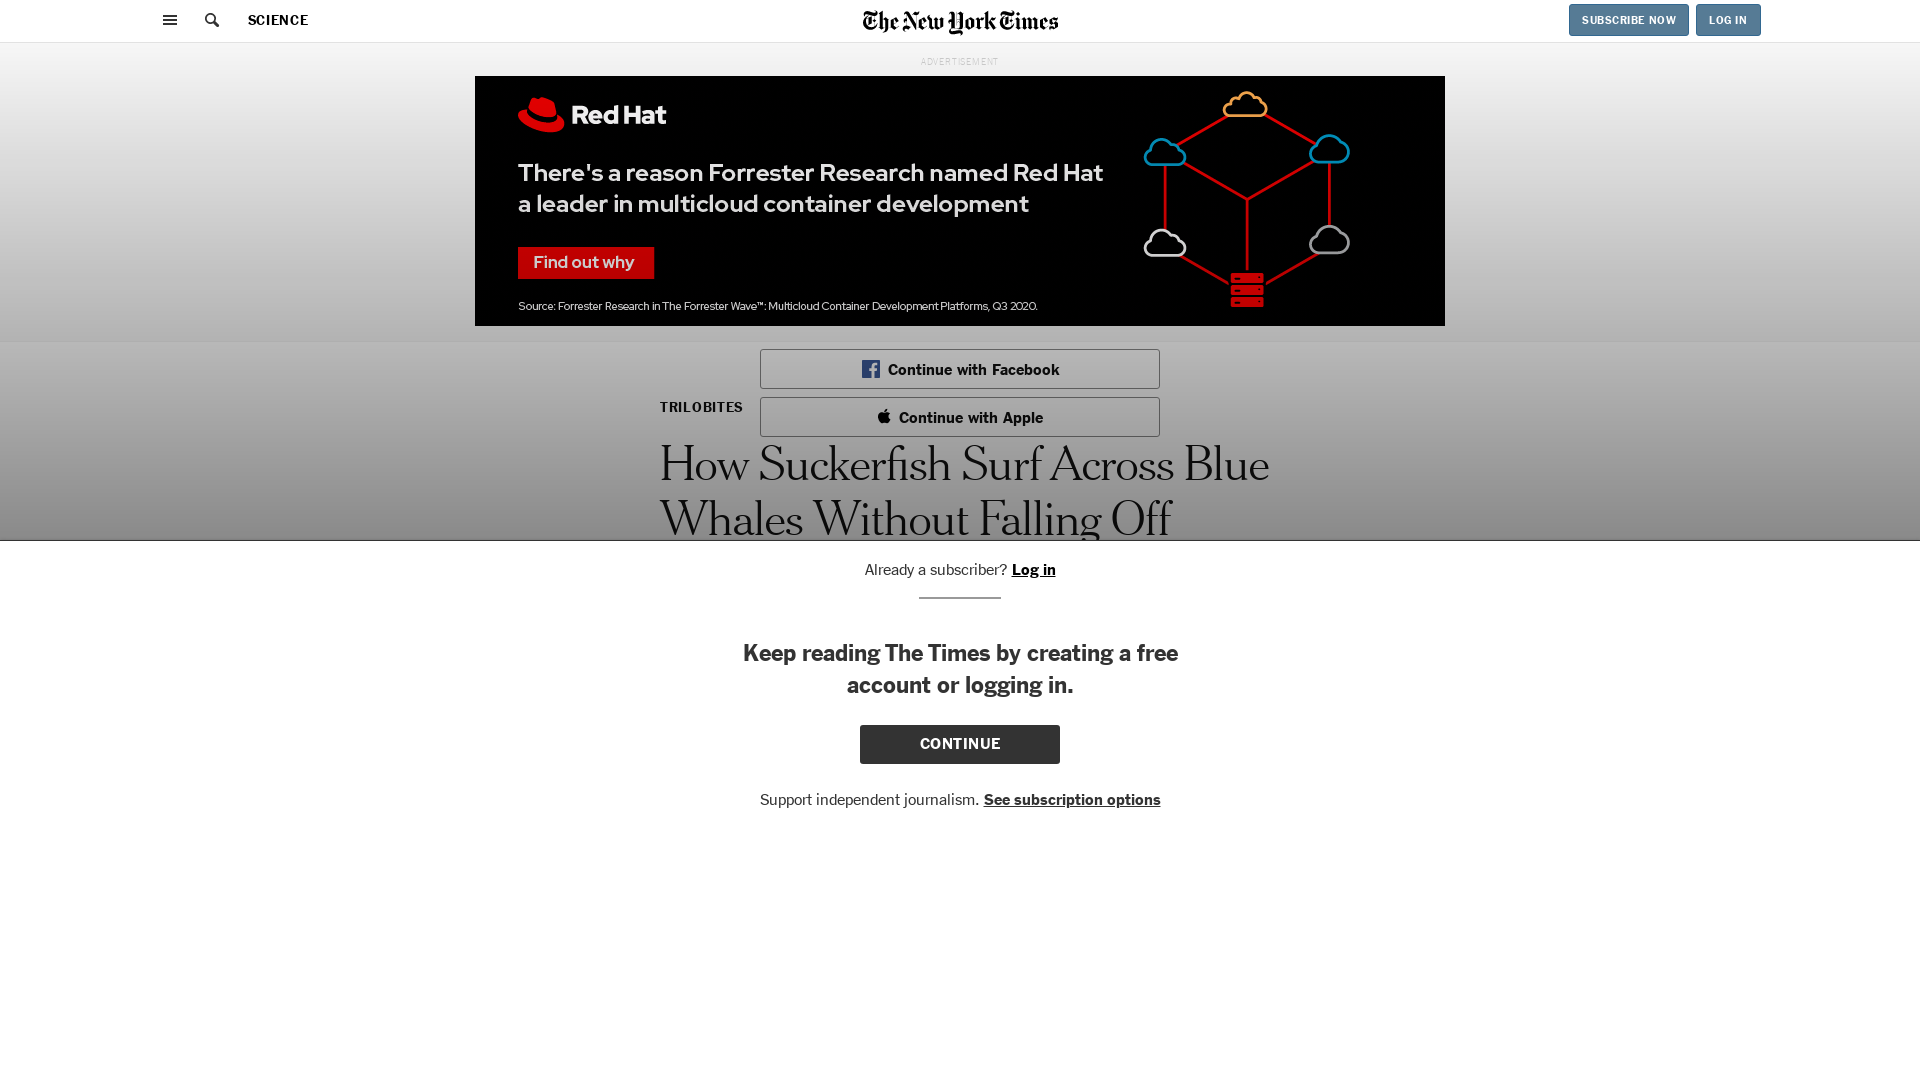 SCIENCE
The New York Times
SUBSCRIBE NOW
LOG IN
ADVERTISEMENT
Red Hat
There's a reason Forrester Research named Red Hat
a leader in multicloud container development
Find out why
Source: Forrester Research in The Forrester Wave™: Multicloud Container Development Platforms, Q3 2020.
Continue with Facebook
TRILOBITES
Continue with Apple
How Suckerfish Surf Across Blue
Whales Without Falling Off
Already a subscriber? Log in
Keep reading The Times by creating a free
account or logging in.
CONTINUE
Support independent journalism. See subscription options